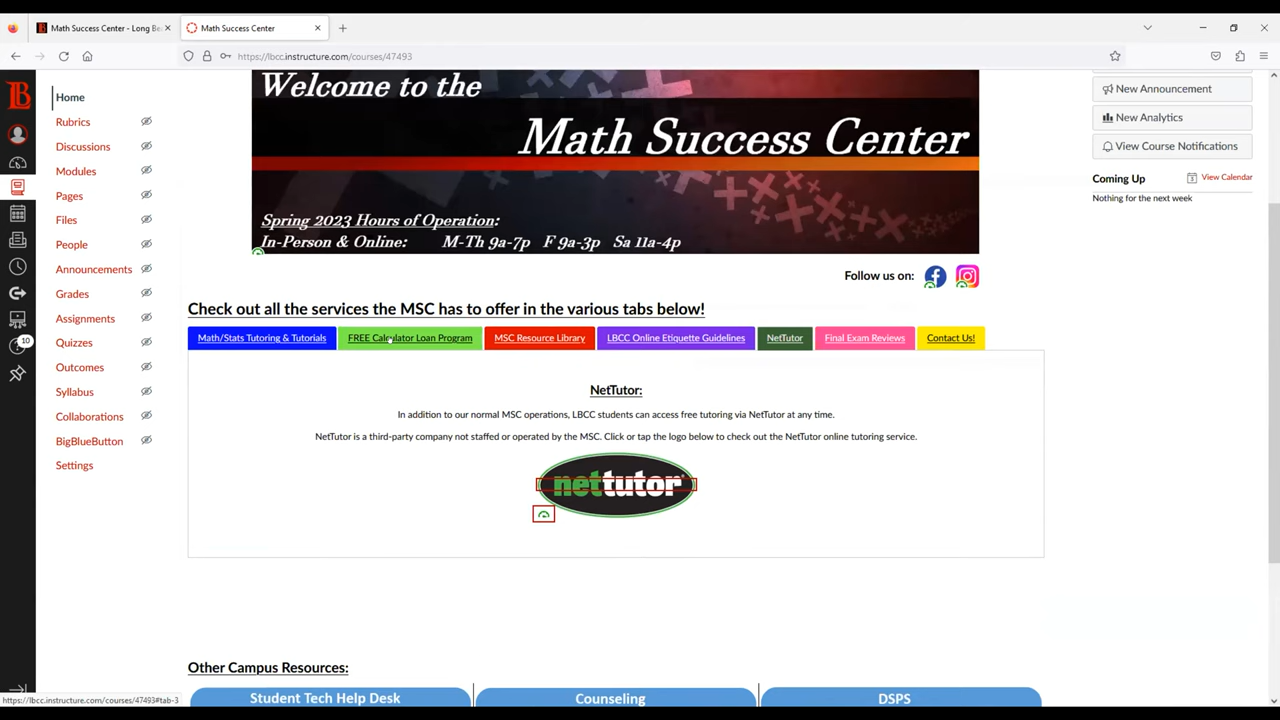 Math Success Center - Long Be
Math Success Center
https://lbcc.instructure.com/courses/47493
Home
Rubrics
Discussions
Modules
Pages
Files
People
Announcements
Grades
Assignments
Quizzes
Outcomes
Syllabus
Collaborations
BigBlueButton
Settings
10
Welcome to the
Math Success Center
Spring 2023 Hours of Operation:
In-Person & Online: M-Th 9a-7p F 9a-3p Sa 11a-4p
Follow us on:
Check out all the services the MSC has to offer in the various tabs below!
Math/Stats Tutoring & Tutorials
FREE Calculator Loan Program
MSC Resource Library
LBCC Online Etiquette Guidelines
NetTutor
Final Exam Reviews
Contact Us!
NetTutor:
In addition to our normal MSC operations, LBCC students can access free tutoring via NetTutor at any time.
NetTutor is a third-party company not staffed or operated by the MSC. Click or tap the logo below to check out the NetTutor online tutoring service.
nettutor
Other Campus Resources:
Student Tech Help Desk
Counseling
DSPS
New Announcement
New Analytics
View Course Notifications
Coming Up
View Calendar
Nothing for the next week
https://lbcc.instructure.com/courses/47493#tab-3